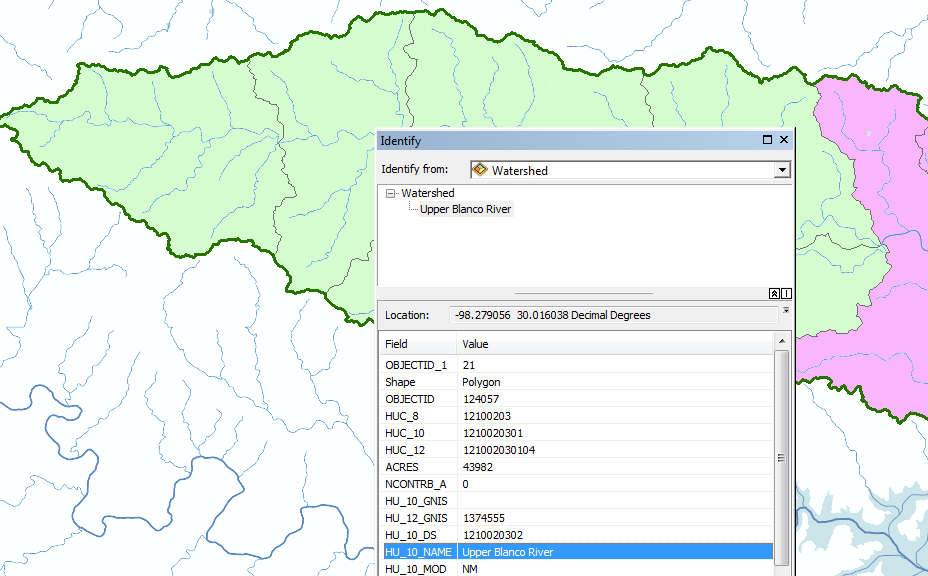 Identify
Identify from: Watershed
Watershed
Upper Blanco River
Location: -98.279056 30.016038 Decimal Degrees
Field Value
OBJECTID_1 21
Shape Polygon
OBJECTID 124057
HUC_8 12100203
HUC_10 1210020301
HUC_12 121002030104
ACRES 43982
NCONTRB_A 0
HU_10_GNIS
HU_12_GNIS 1374555
HU_10_DS 1210020302
HU_10_NAME Upper Blanco River
HU_10_MOD NM